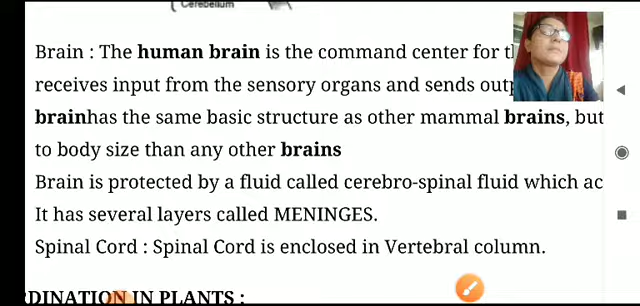 Cerebellum
Brain : The human brain is the command center for
receives input from the sensory organs and sends
brainhas the same basic structure as other mammal brains, but
to body size than any other brains
Brain is protected by a fluid called cerebro-spinal fluid which
It has several layers called MENINGES.
Spinal Cord : Spinal Cord is enclosed in Vertebral column.
IN PLANTS :